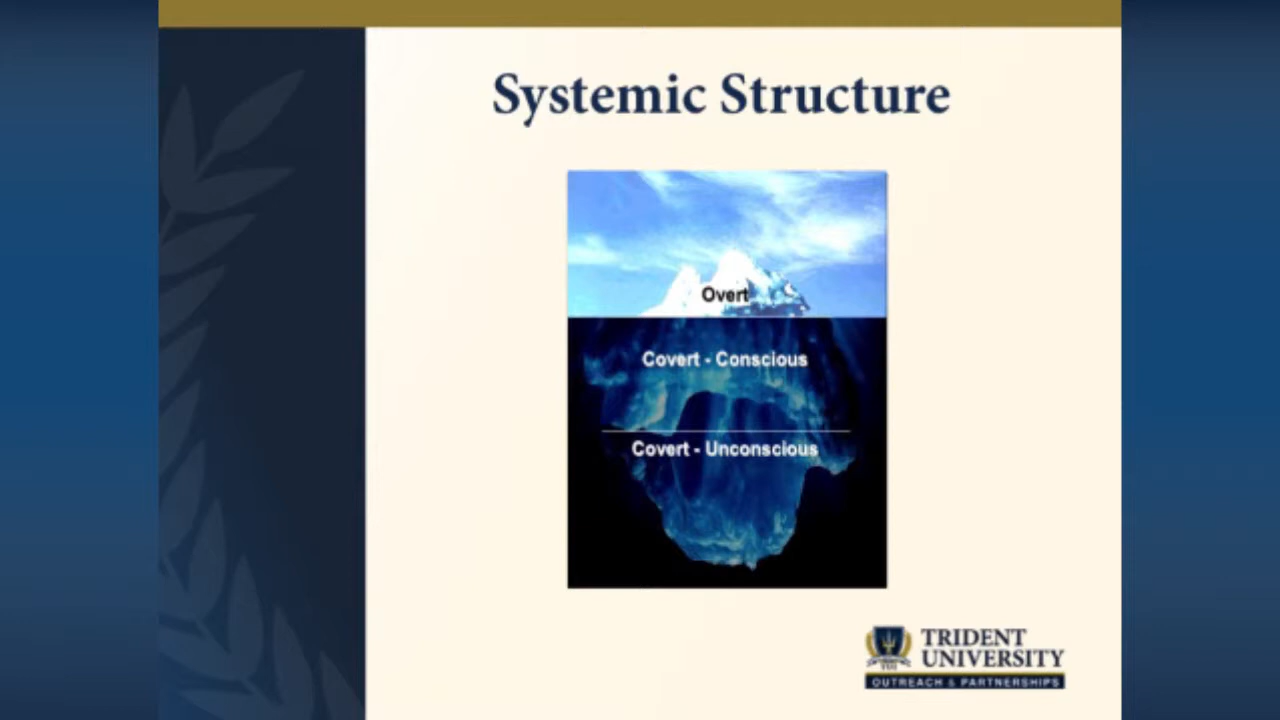 Systemic Structure
Overt
Covert - Conscious
Covert - Unconscious
TRIDENT
UNIVERSITY
OUTREACH & PARTNERSHIPS